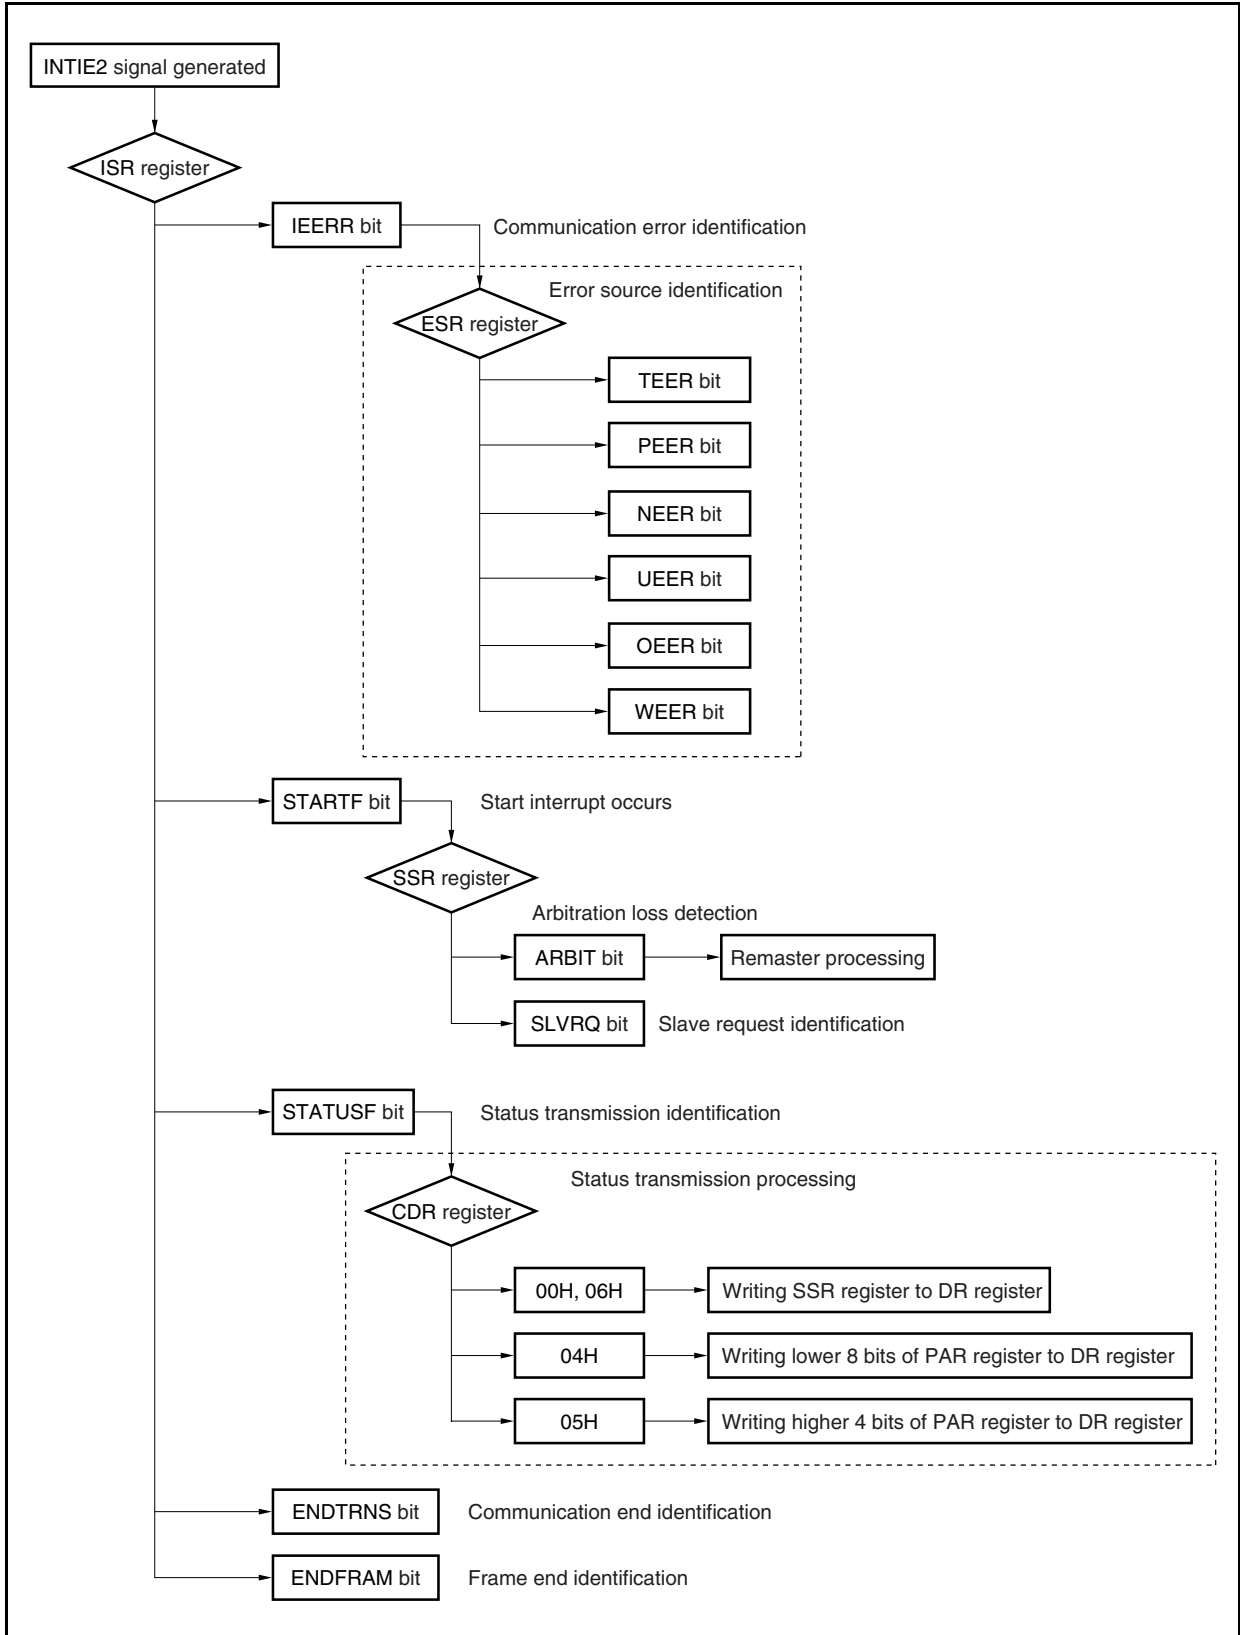 INTIE2 signal generated
ISR register
IEERR bit
Communication error identification
Error source identification
ESR register
TEER bit
PEER bit
NEER bit
UEER bit
OEER bit
WEER bit
STARTF bit
Start interrupt occurs
SSR register
Arbitration loss detection
ARBIT bit
Remaster processing
SLVRQ bit
Slave request identification
STATUSF bit
Status transmission identification
Status transmission processing
CDR register
00H, 06H
Writing SSR register to DR register
04H
Writing lower 8 bits of PAR register to DR register
05H
Writing higher 4 bits of PAR register to DR register
ENDTRNS bit
Communication end identification
ENDFRAM bit
Frame end identification